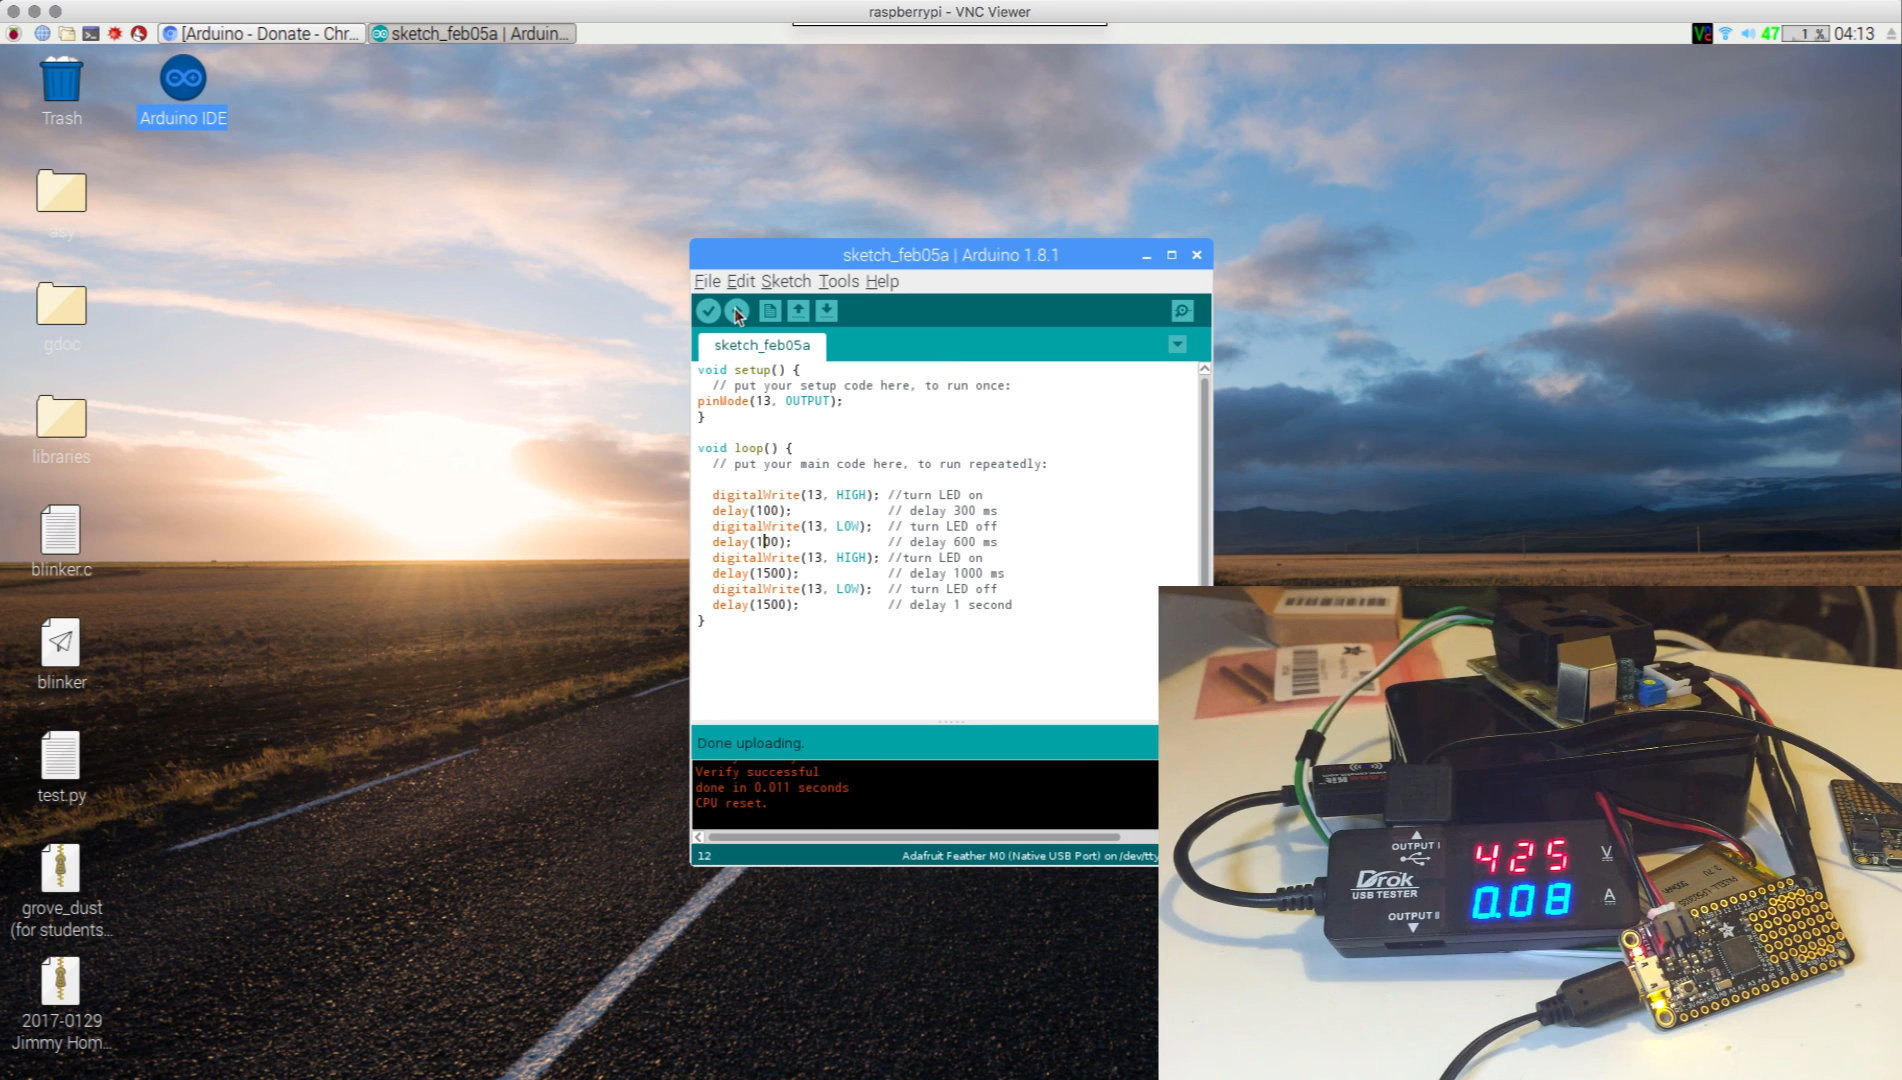 raspberrypi - VNC Viewer
[Arduino - Donate - Chr...
sketch_feb05a | Arduin...
47
1 %
04:13
Trash
Arduino IDE
asy
gdoc
libraries
blinker.c
blinker
test.py
grove_dust
(for students...
2017-0129
Jimmy Hom...
sketch_feb05a | Arduino 1.8.1
File Edit Sketch Tools Help
sketch_feb05a
void setup() {
// put your setup code here, to run once:
pinMode(13, OUTPUT);
}
void loop() {
// put your main code here, to run repeatedly:
digitalWrite(13, HIGH); //turn LED on
delay(100); // delay 300 ms
digitalWrite(13, LOW); // turn LED off
delay(100); // delay 600 ms
digitalWrite(13, HIGH); //turn LED on
delay(1500); // delay 1000 ms
digitalWrite(13, LOW); // turn LED off
delay(1500); // delay 1 second
}
Done uploading.
Verify successful
done in 0.011 seconds
CPU reset.
12
Adafruit Feather M0 (Native USB Port) on /dev/tty
OUTPUT I
Drok
USB TESTER
OUTPUT II
425 V
0.08 A